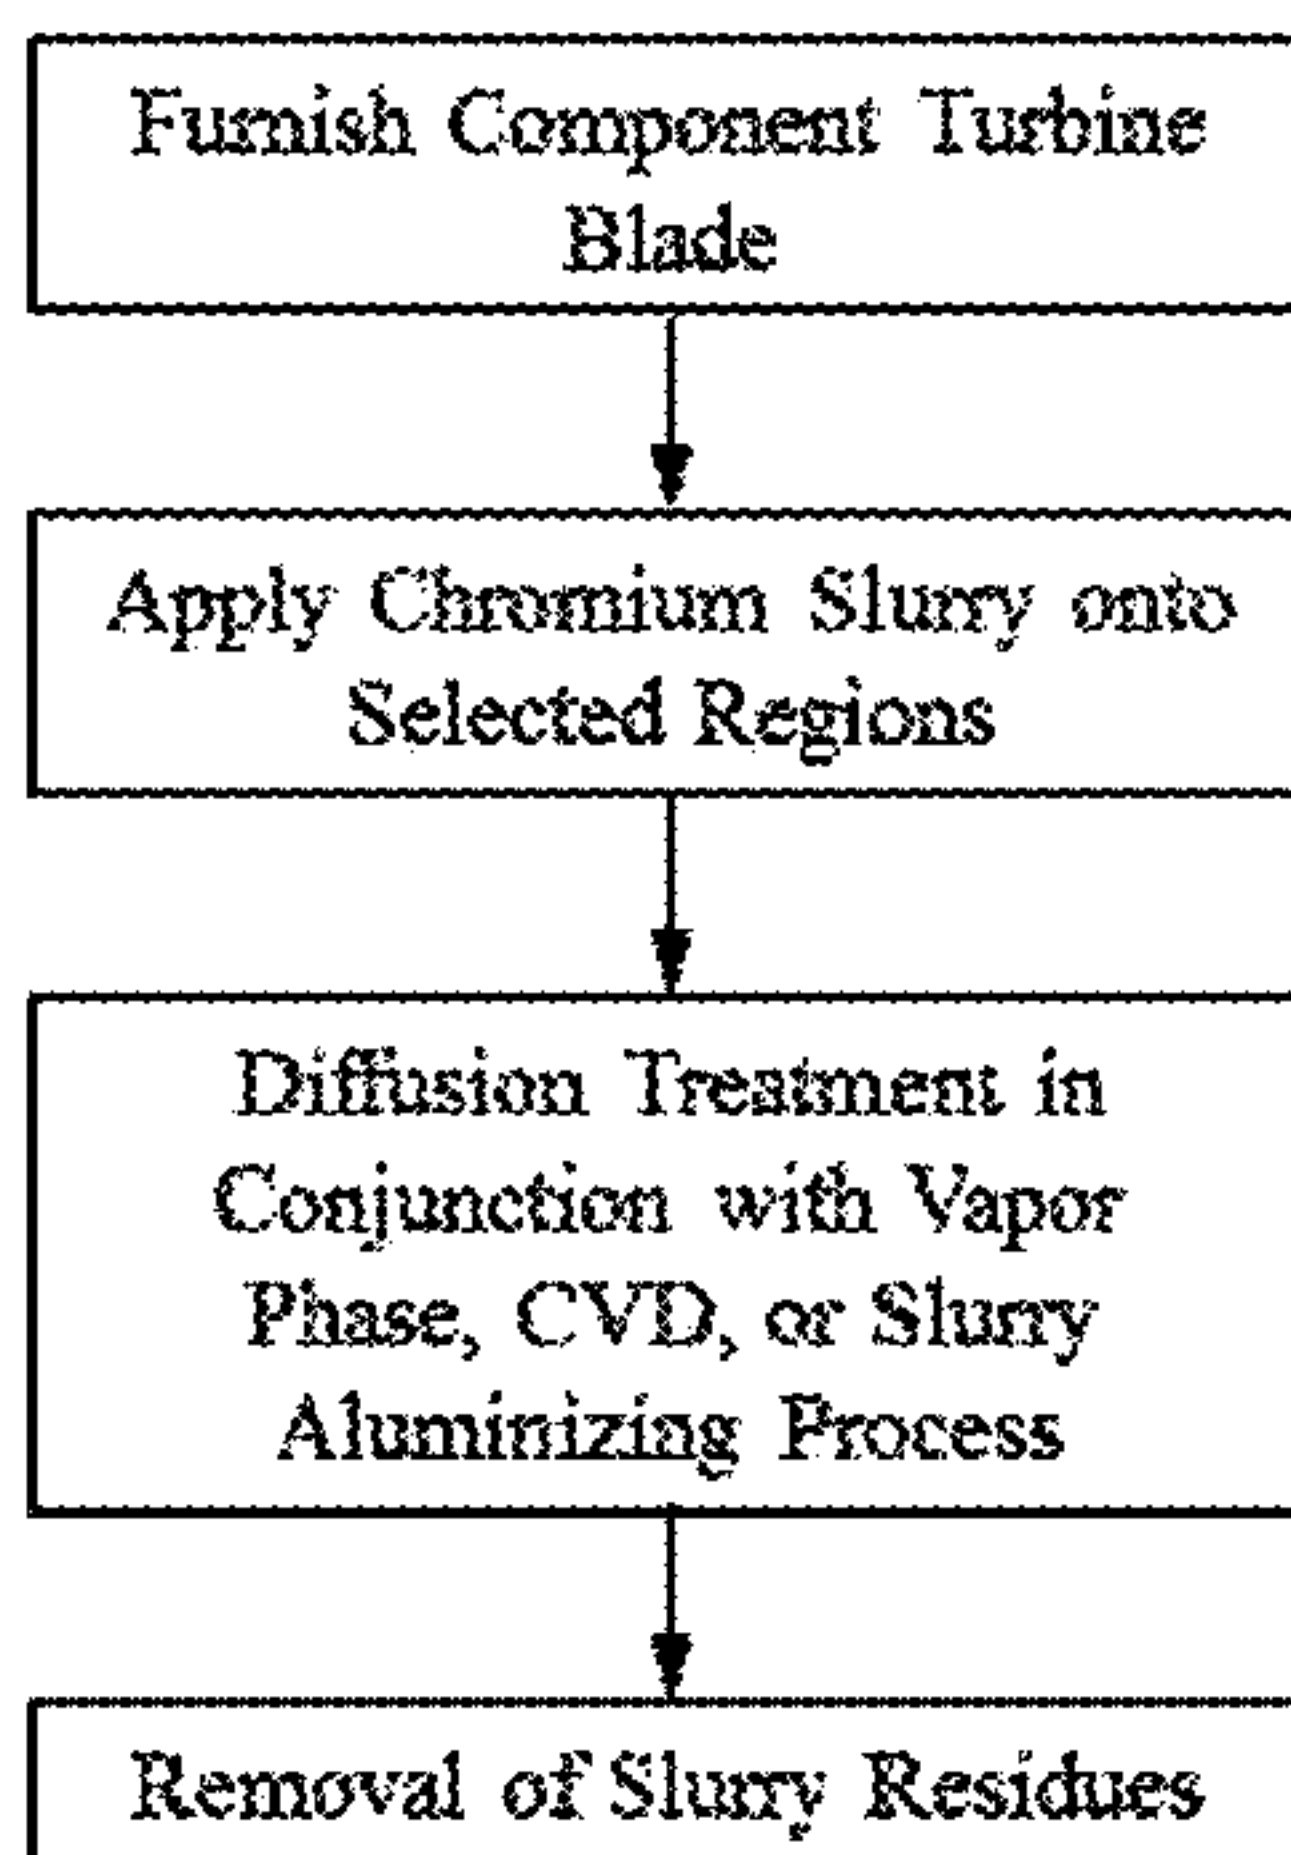 Furnish Component Turbine
Blade
Apply Chromium Slurry onto
Selected Regions
Diffusion Treatment in
Conjunction with Vapor
Phase, CVD, or Slurry
Aluminizing Process
Removal of Slurry Residues